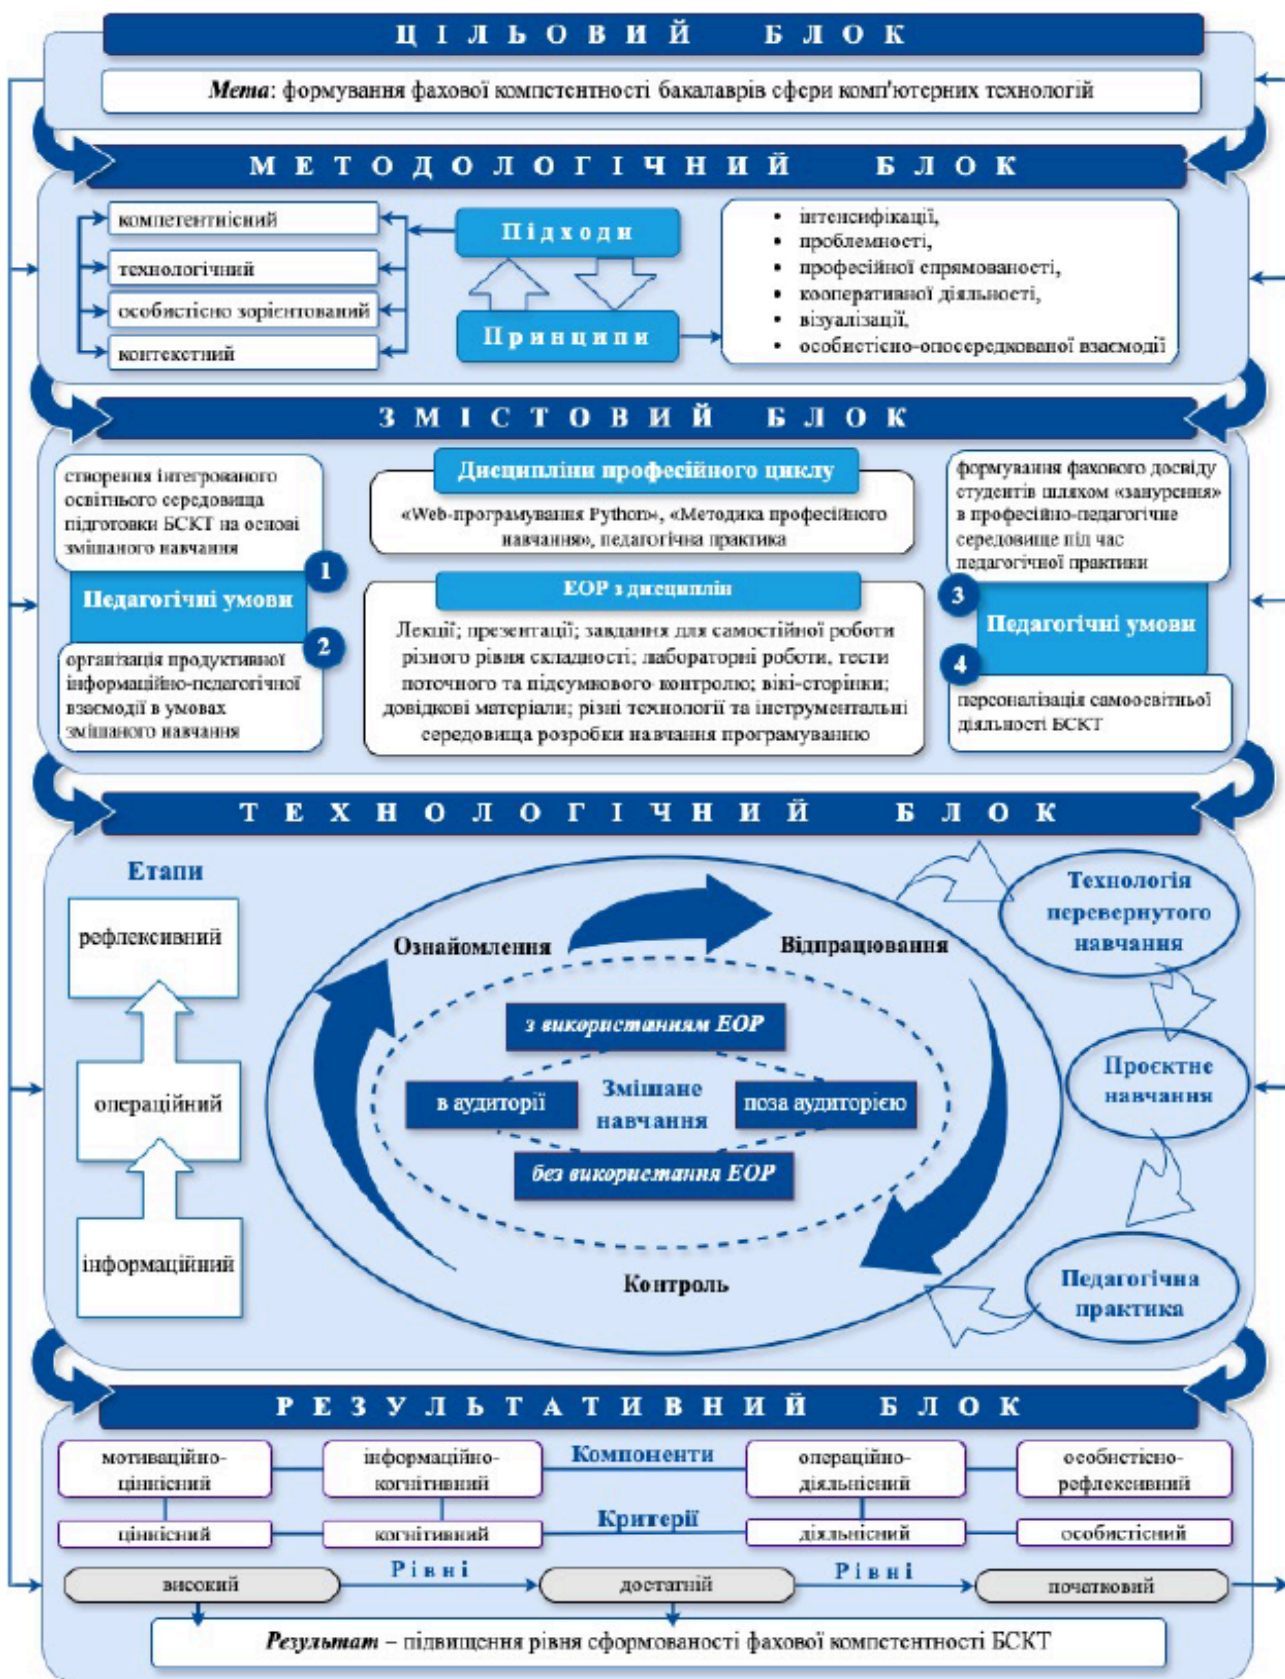 ЦІЛЬОВИЙ БЛОК
Мета: формування фахової компетентності бакалаврів сфери комп'ютерних технологій
МЕТОДОЛОГІЧНИЙ БЛОК
компетентнісний
технологічний
особистісно зорієнтований
контекстний
Підходи
Принципи
• інтенсифікації,
• проблемності,
• професійної спрямованості,
• кооперативної діяльності,
• візуалізації,
• особистісно-опосередкованої взаємодії
ЗМІСТОВИЙ БЛОК
створення інтегрованого
освітнього середовища
підготовки БСКТ на основі
змішаного навчання
1
Педагогічні умови
2
організація продуктивної
інформаційно-педагогічної
взаємодії в умовах
змішаного навчання
Дисципліни професійного циклу
«Web-програмування Python», «Методика професійного
навчання», педагогічна практика
ЕОР з дисциплін
Лекції; презентації; завдання для самостійної роботи
різного рівня складності; лабораторні роботи, тести
поточного та підсумкового контролю; вікі-сторінки;
довідкові матеріали; різні технології та інструментальні
середовища розробки навчання програмуванню
формування фахового досвіду
студентів шляхом «занурення»
в професійно-педагогічне
середовище під час
педагогічної практики
3
Педагогічні умови
4
персоналізація самоосвітньої
діяльності БСКТ
ТЕХНОЛОГІЧНИЙ БЛОК
Етапи
рефлексивний
операційний
інформаційний
Ознайомлення
Відпрацювання
з використанням ЕОР
в аудиторії
Змішане
навчання
поза аудиторією
без використання ЕОР
Контроль
Технологія
перевернутого
навчання
Проєктне
навчання
Педагогічна
практика
РЕЗУЛЬТАТИВНИЙ БЛОК
мотиваційно-
ціннісний
інформаційно-
когнітивний
Компоненти
операційно-
діяльнісний
особистісно-
рефлексивний
ціннісний
когнітивний
Критерії
діяльнісний
особистісний
високий
Рівні
достатній
Рівні
початковий
Результат – підвищення рівня сформованості фахової компетентності БСКТ